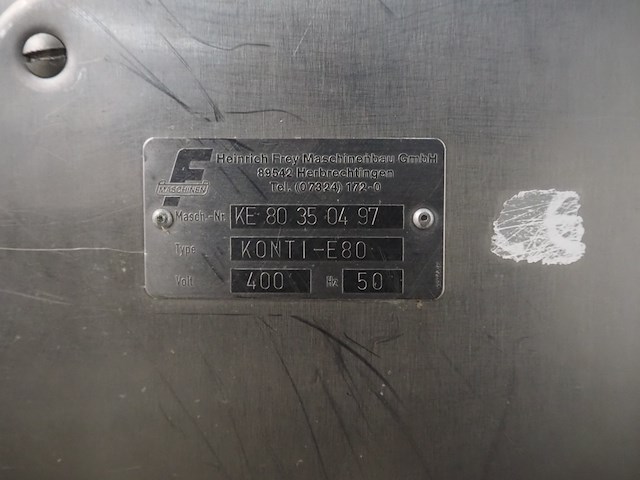 F
MASCHINEN
Heinrich Frey Maschinenbau GmbH
89542 Herbrechtingen
Tel. (07324) 172-0
Masch.-Nr. KE 80 35 04 97
Type KONTI-E80
Volt 400 Hz 50